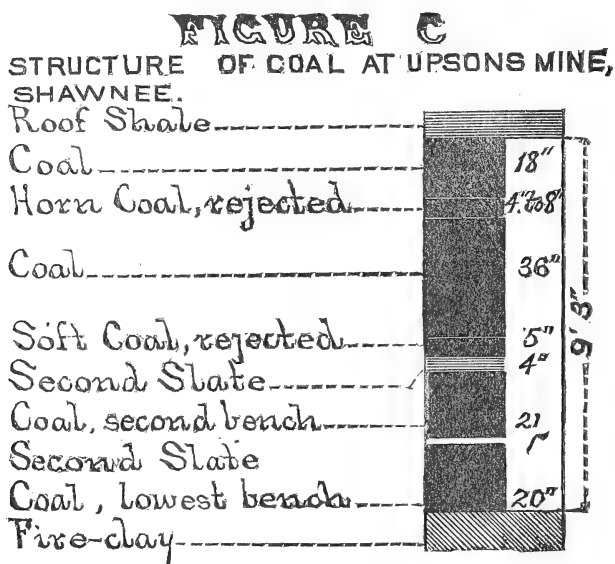 FIGURE C
STRUCTURE OF COAL AT UPSONS MINE,
SHAWNEE.
Roof Shale
Coal 18"
Horn Coal, rejected 4" to 8"
Coal 36"
9' 3"
Soft Coal, rejected 5"
Second Slate 4"
Coal, second bench 21
1"
Second Slate
Coal, lowest bench 20"
Fire-clay